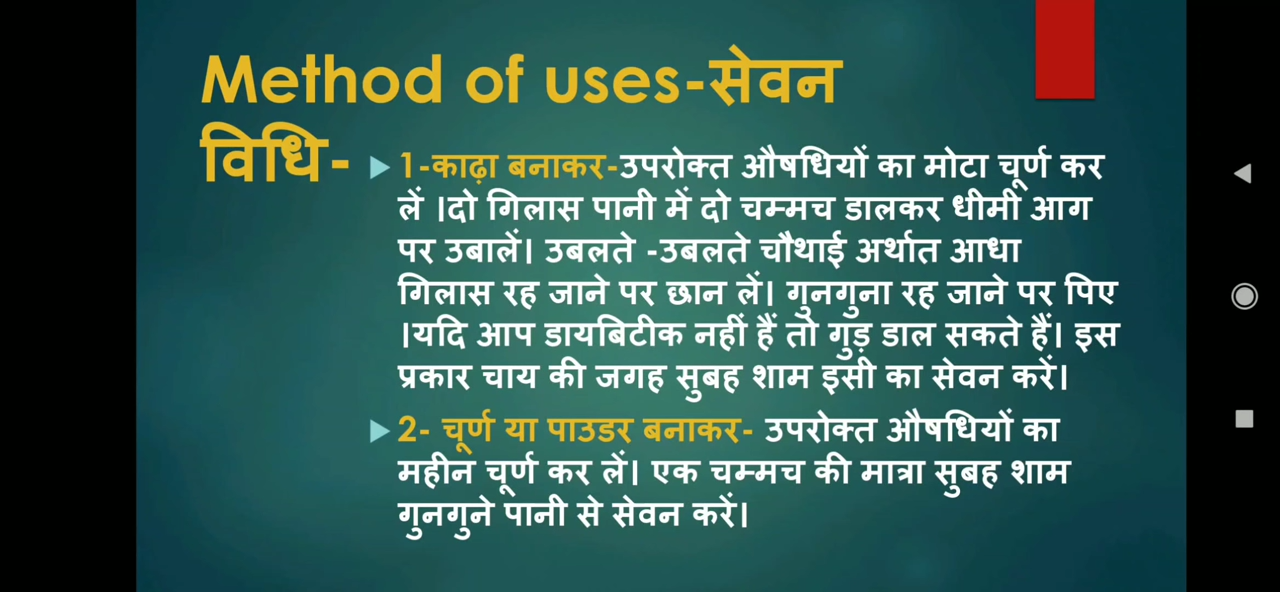 Method of uses-सेवन
विधि-
1-काढ़ा बनाकर-उपरोक्त औषधियों का मोटा चूर्ण कर
लें ।दो गिलास पानी में दो चम्मच डालकर धीमी आग
पर उबालें। उबलते -उबलते चौथाई अर्थात आधा
गिलास रह जाने पर छान लें। गुनगुना रह जाने पर पिए
।यदि आप डायबिटीक नहीं हैं तो गुड़ डाल सकते हैं। इस
प्रकार चाय की जगह सुबह शाम इसी का सेवन करें।
2- चूर्ण या पाउडर बनाकर- उपरोक्त औषधियों का
महीन चूर्ण कर लें। एक चम्मच की मात्रा सुबह शाम
गुनगुने पानी से सेवन करें।